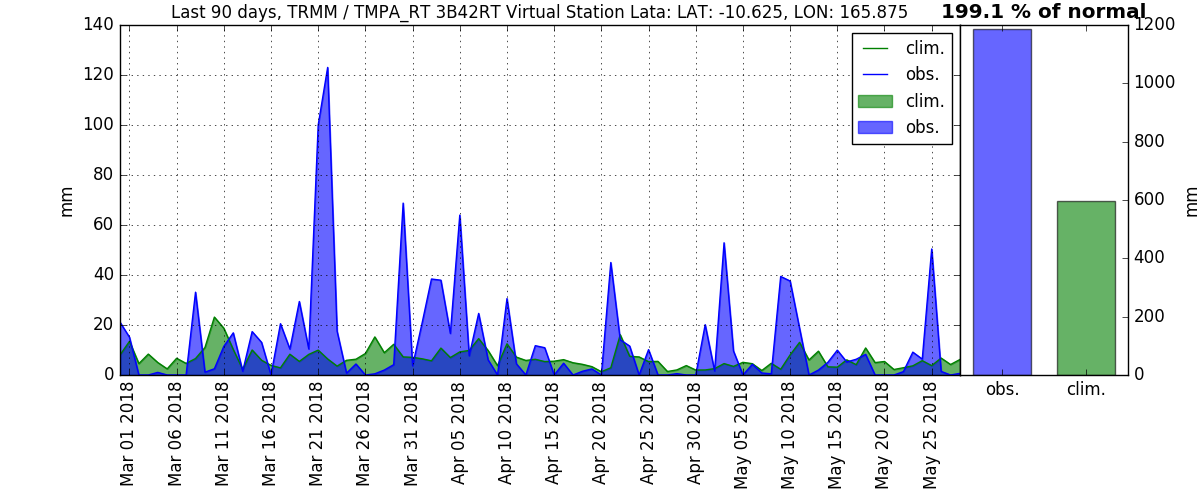 Last 90 days, TRMM / TMPA_RT 3B42RT Virtual Station Lata: LAT: -10.625, LON: 165.875
199.1 % of normal
mm
140
120
100
80
60
40
20
0
clim.
obs.
clim.
obs.
Mar 01 2018
Mar 06 2018
Mar 11 2018
Mar 16 2018
Mar 21 2018
Mar 26 2018
Mar 31 2018
Apr 05 2018
Apr 10 2018
Apr 15 2018
Apr 20 2018
Apr 25 2018
Apr 30 2018
May 05 2018
May 10 2018
May 15 2018
May 20 2018
May 25 2018
1200
1000
800
600
400
200
0
mm
obs.
clim.